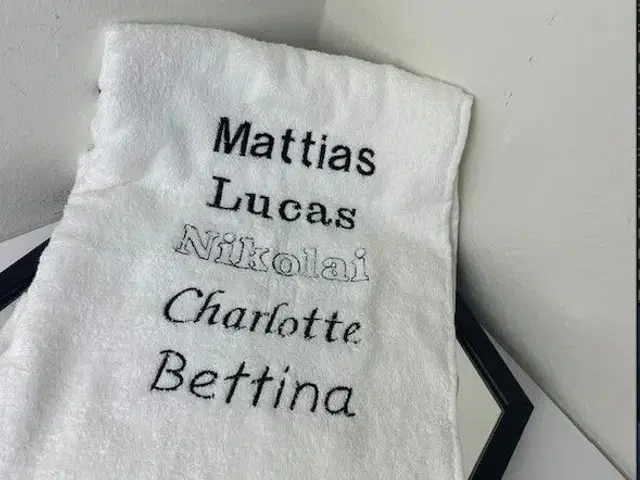 Mattias
Lucas
Nikolai
Charlotte
Bettina